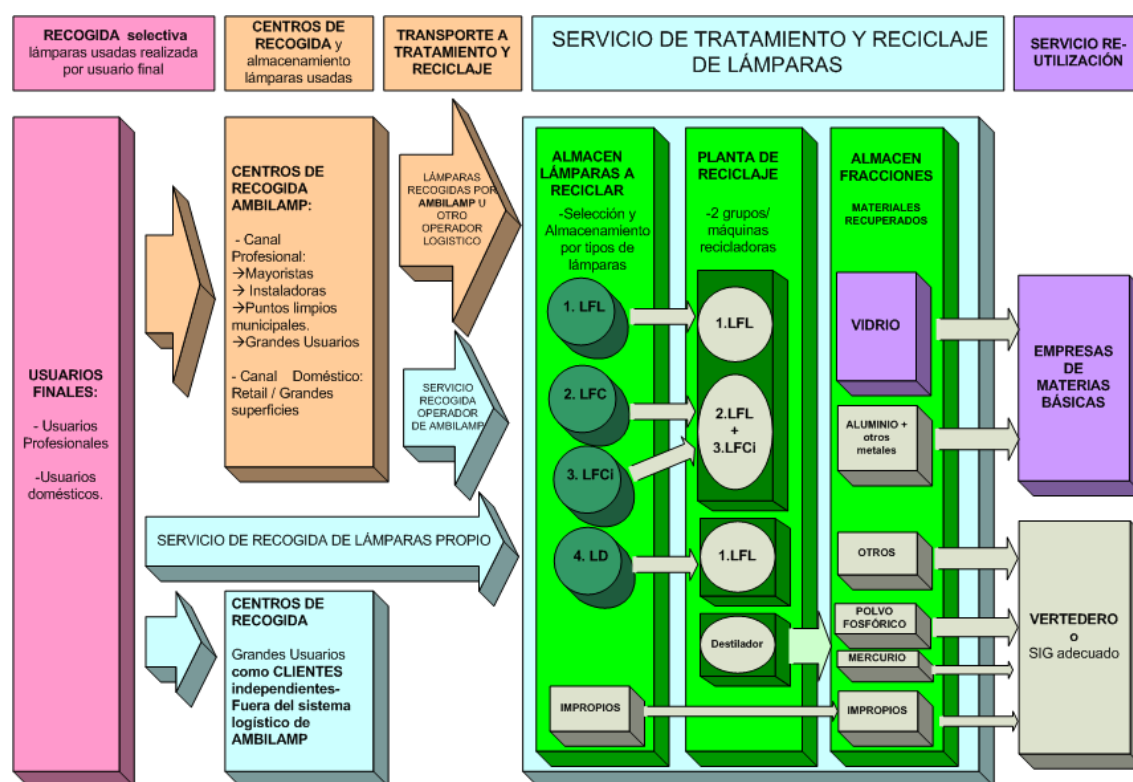 RECOGIDA selectiva
lámparas usadas realizada
por usuario final
CENTROS DE
RECOGIDA y
almacenamiento
lámparas usadas
TRANSPORTE A
TRATAMIENTO Y
RECICLAJE
SERVICIO DE TRATAMIENTO Y RECICLAJE
DE LÁMPARAS
SERVICIO RE-
UTILIZACIÓN
USUARIOS
FINALES:
- Usuarios
Profesionales
-Usuarios
domésticos.
CENTROS DE
RECOGIDA
AMBILAMP:
- Canal
Profesional:
→Mayoristas
→ Instaladoras
→Puntos limpios
municipales.
→Grandes Usuarios
- Canal Doméstico:
Retail / Grandes
superficies
LÁMPARAS
RECOGIDAS POR
AMBILAMP U
OTRO
OPERADOR
LOGISTICO
SERVICIO
RECOGIDA
OPERADOR
DE AMBILAMP
SERVICIO DE RECOGIDA DE LÁMPARAS PROPIO
CENTROS DE
RECOGIDA
Grandes Usuarios
como CLIENTES
independientes-
Fuera del sistema
logístico de
AMBILAMP
ALMACEN
LÁMPARAS A
RECICLAR
-Selección y
Almacenamiento
por tipos de
lámparas
1. LFL
2. LFC
3. LFCi
4. LD
IMPROPIOS
PLANTA DE
RECICLAJE
-2 grupos/
máquinas
recicladoras
1.LFL
2.LFL
+
3.LFCi
1.LFL
Destilador
ALMACEN
FRACCIONES
MATERIALES
RECUPERADOS
VIDRIO
ALUMINIO +
otros
metales
OTROS
POLVO
FOSFÓRICO
MERCURIO
IMPROPIOS
EMPRESAS
DE
MATERIAS
BÁSICAS
VERTEDERO
o
SIG adecuado